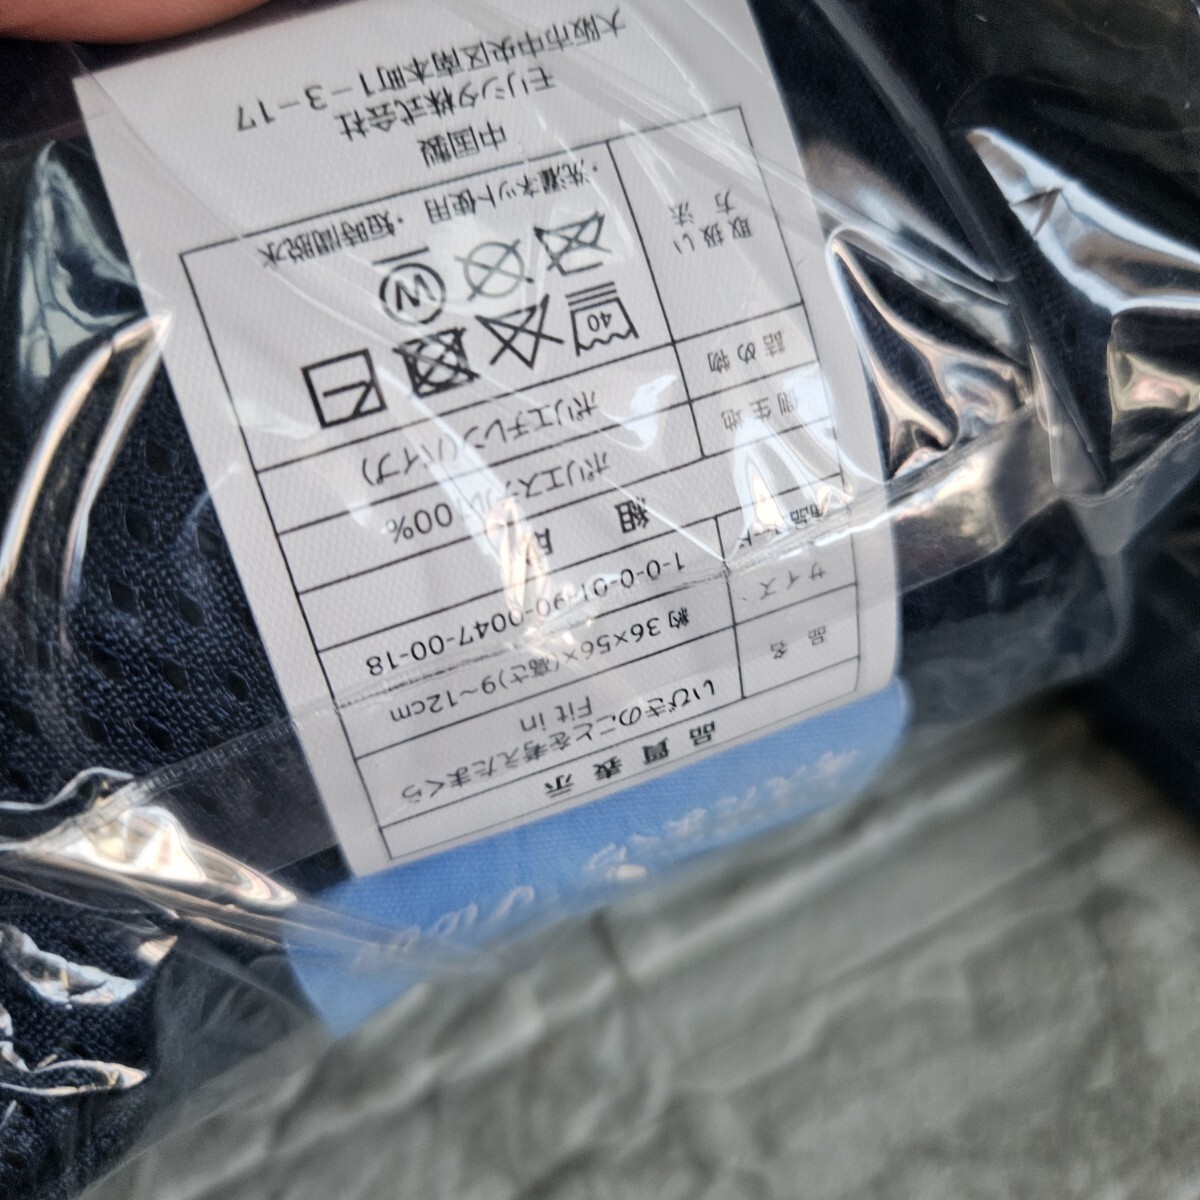 品質表示
品名 いびきのことを考えたまくら
Fit in
サイズ 約 36×56×(高さ)9～12cm
1-0-0-01-90-0047-00-18
組成
側生地 ポリエステル100%
詰め物 ポリエチレン(パイプ)
取扱い方法
40
W
・洗濯ネット使用 ・短時間脱水
中国製
モリシタ株式会社
大阪市中央区南本町1-3-17